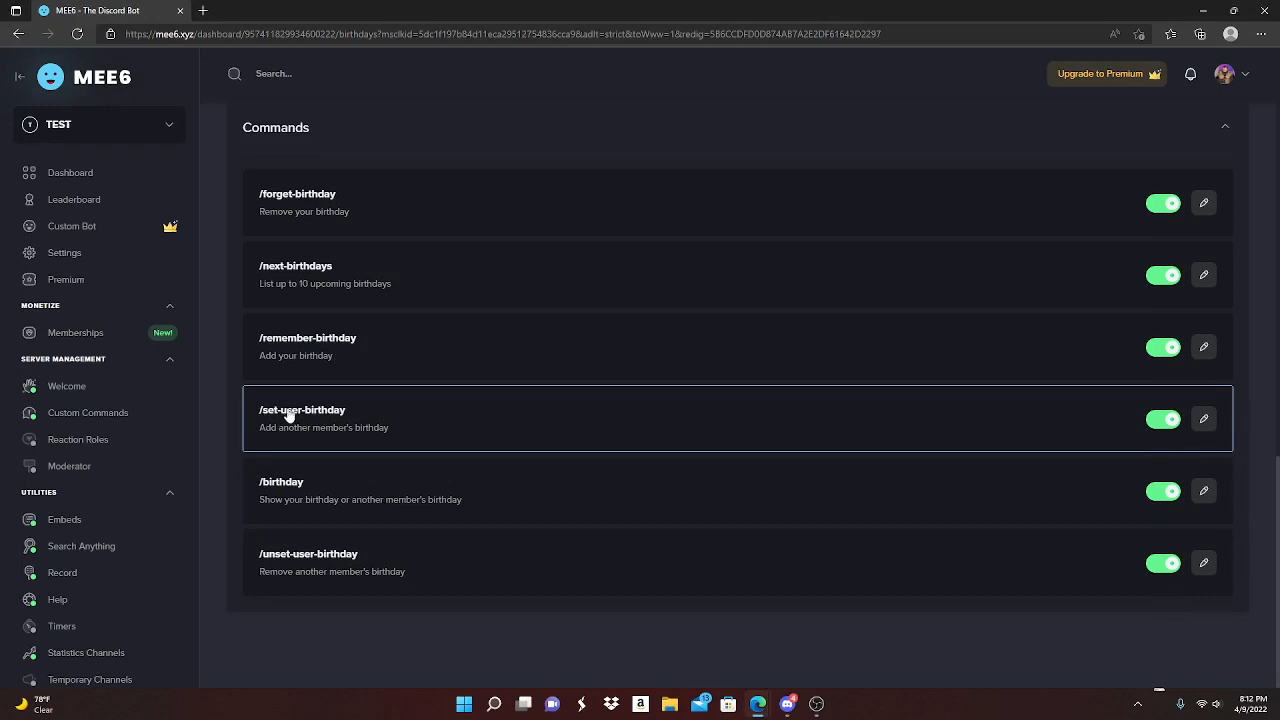 MEE6 - The Discord Bot
https://mee6.xyz/dashboard/957411829934600222/birthdays?msclkid=5dc1f197b84d11eca29512754836cca9&adlt=strict&toWww=1&redig=5B6CCDFD0D874AB7A2E2DF61642D2297
MEE6
Search...
Upgrade to Premium
T TEST
Commands
Dashboard
Leaderboard
Custom Bot
Settings
Premium
MONETIZE
Memberships New!
SERVER MANAGEMENT
Welcome
Custom Commands
Reaction Roles
Moderator
UTILITIES
Embeds
Search Anything
Record
Help
Timers
Statistics Channels
Temporary Channels
/forget-birthday
Remove your birthday
/next-birthdays
List up to 10 upcoming birthdays
/remember-birthday
Add your birthday
/set-user-birthday
Add another member's birthday
/birthday
Show your birthday or another member's birthday
/unset-user-birthday
Remove another member's birthday
78°F
Clear
a
13
4
8:12 PM
4/9/2022